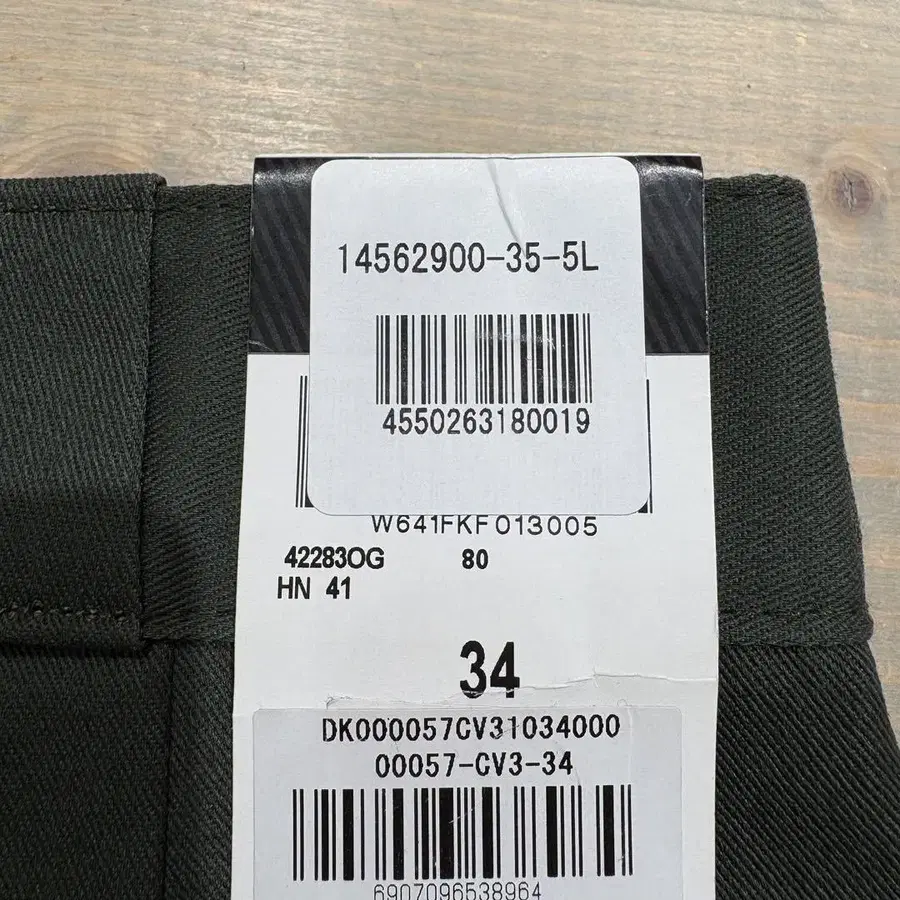 14562900-35-5L
4550263180019
W641FKF013005
42283OG 80
HN 41
34
DK000057CV31034000
00057-CV3-34
6907096538964